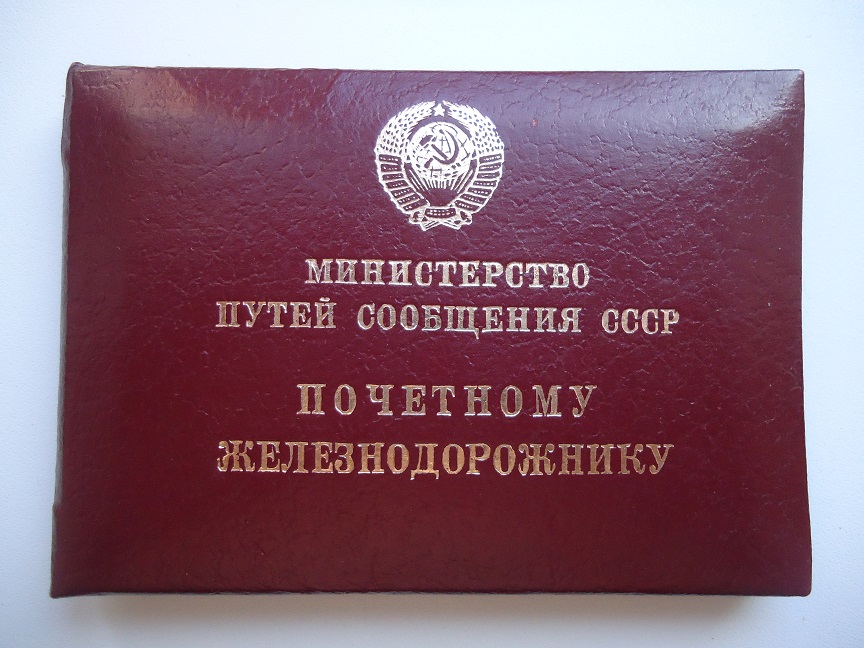 МИНИСТЕРСТВО
ПУТЕЙ СООБЩЕНИЯ СССР
ПОЧЕТНОМУ
ЖЕЛЕЗНОДОРОЖНИКУ